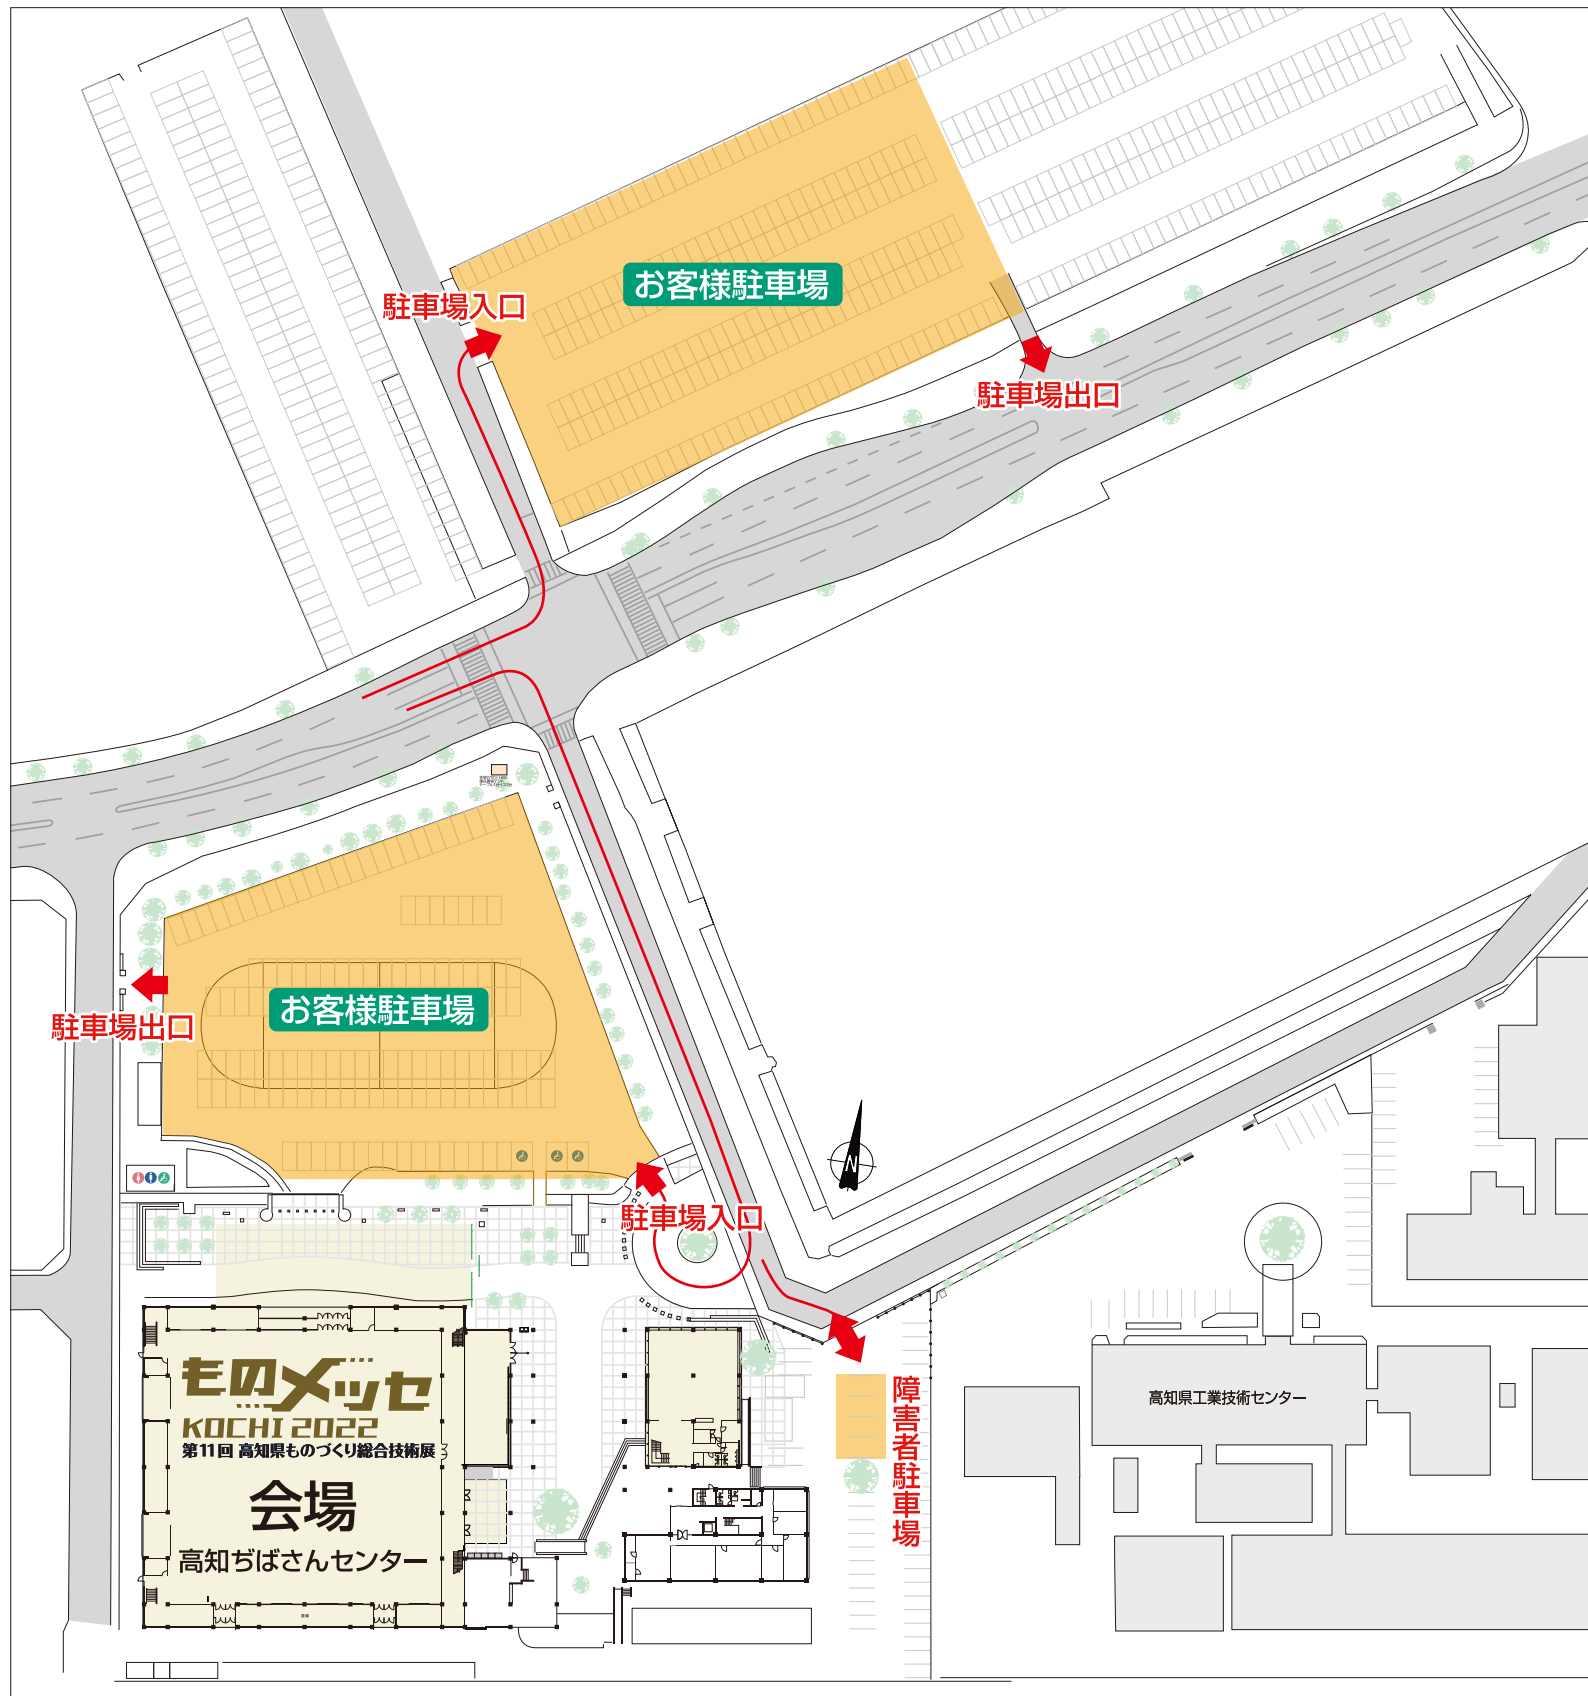 お客様駐車場
駐車場入口
駐車場出口
お客様駐車場
駐車場出口
駐車場入口
N
障害者駐車場
高知県工業技術センター
ものメッセ
KOCHI 2022
第11回 高知県ものづくり総合技術展
会場
高知ぢばさんセンター